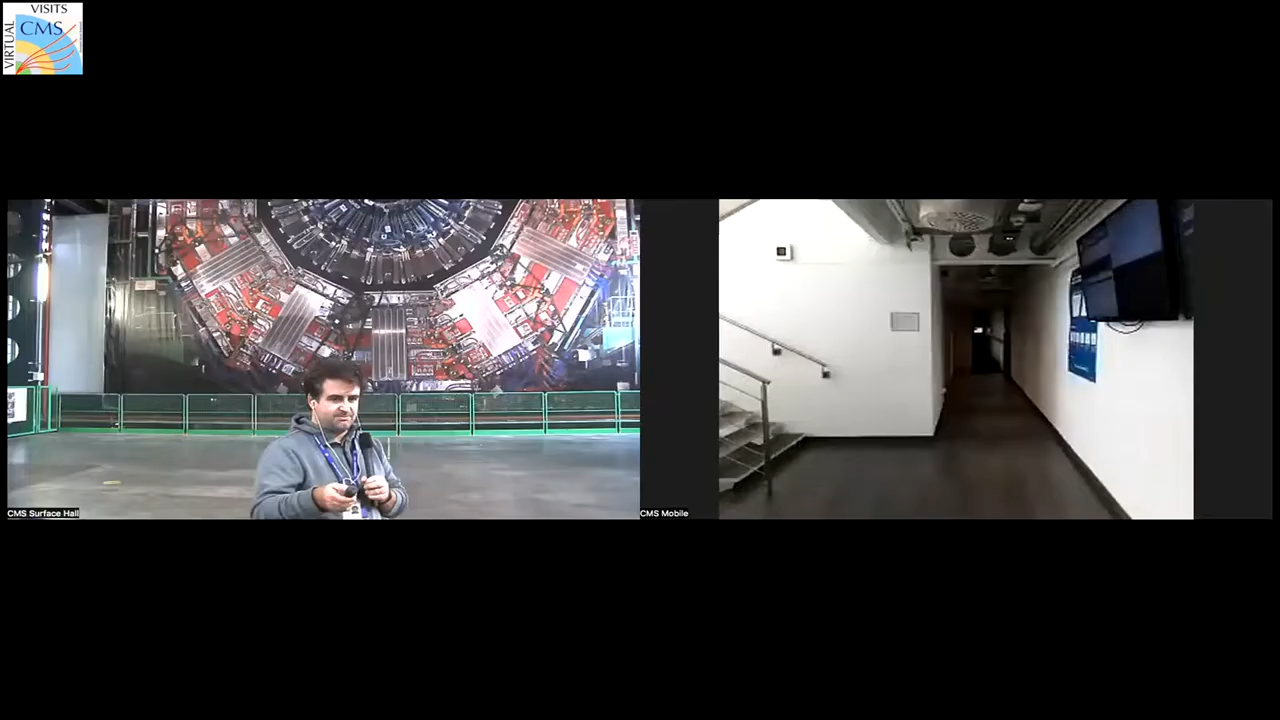 VISITS
CMS
VIRTUAL
CMS Surface Hall
CMS Mobile